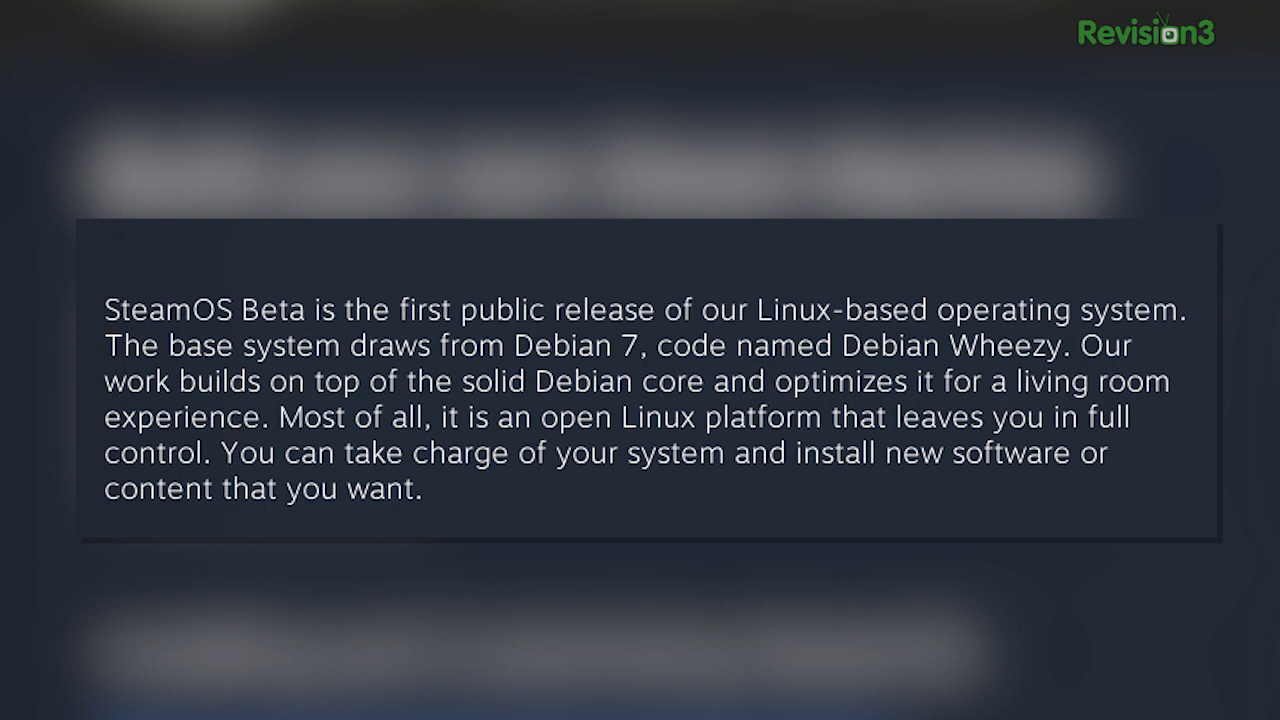 Revision3
SteamOS Beta is the first public release of our Linux-based operating system.
The base system draws from Debian 7, code named Debian Wheezy. Our
work builds on top of the solid Debian core and optimizes it for a living room
experience. Most of all, it is an open Linux platform that leaves you in full
control. You can take charge of your system and install new software or
content that you want.